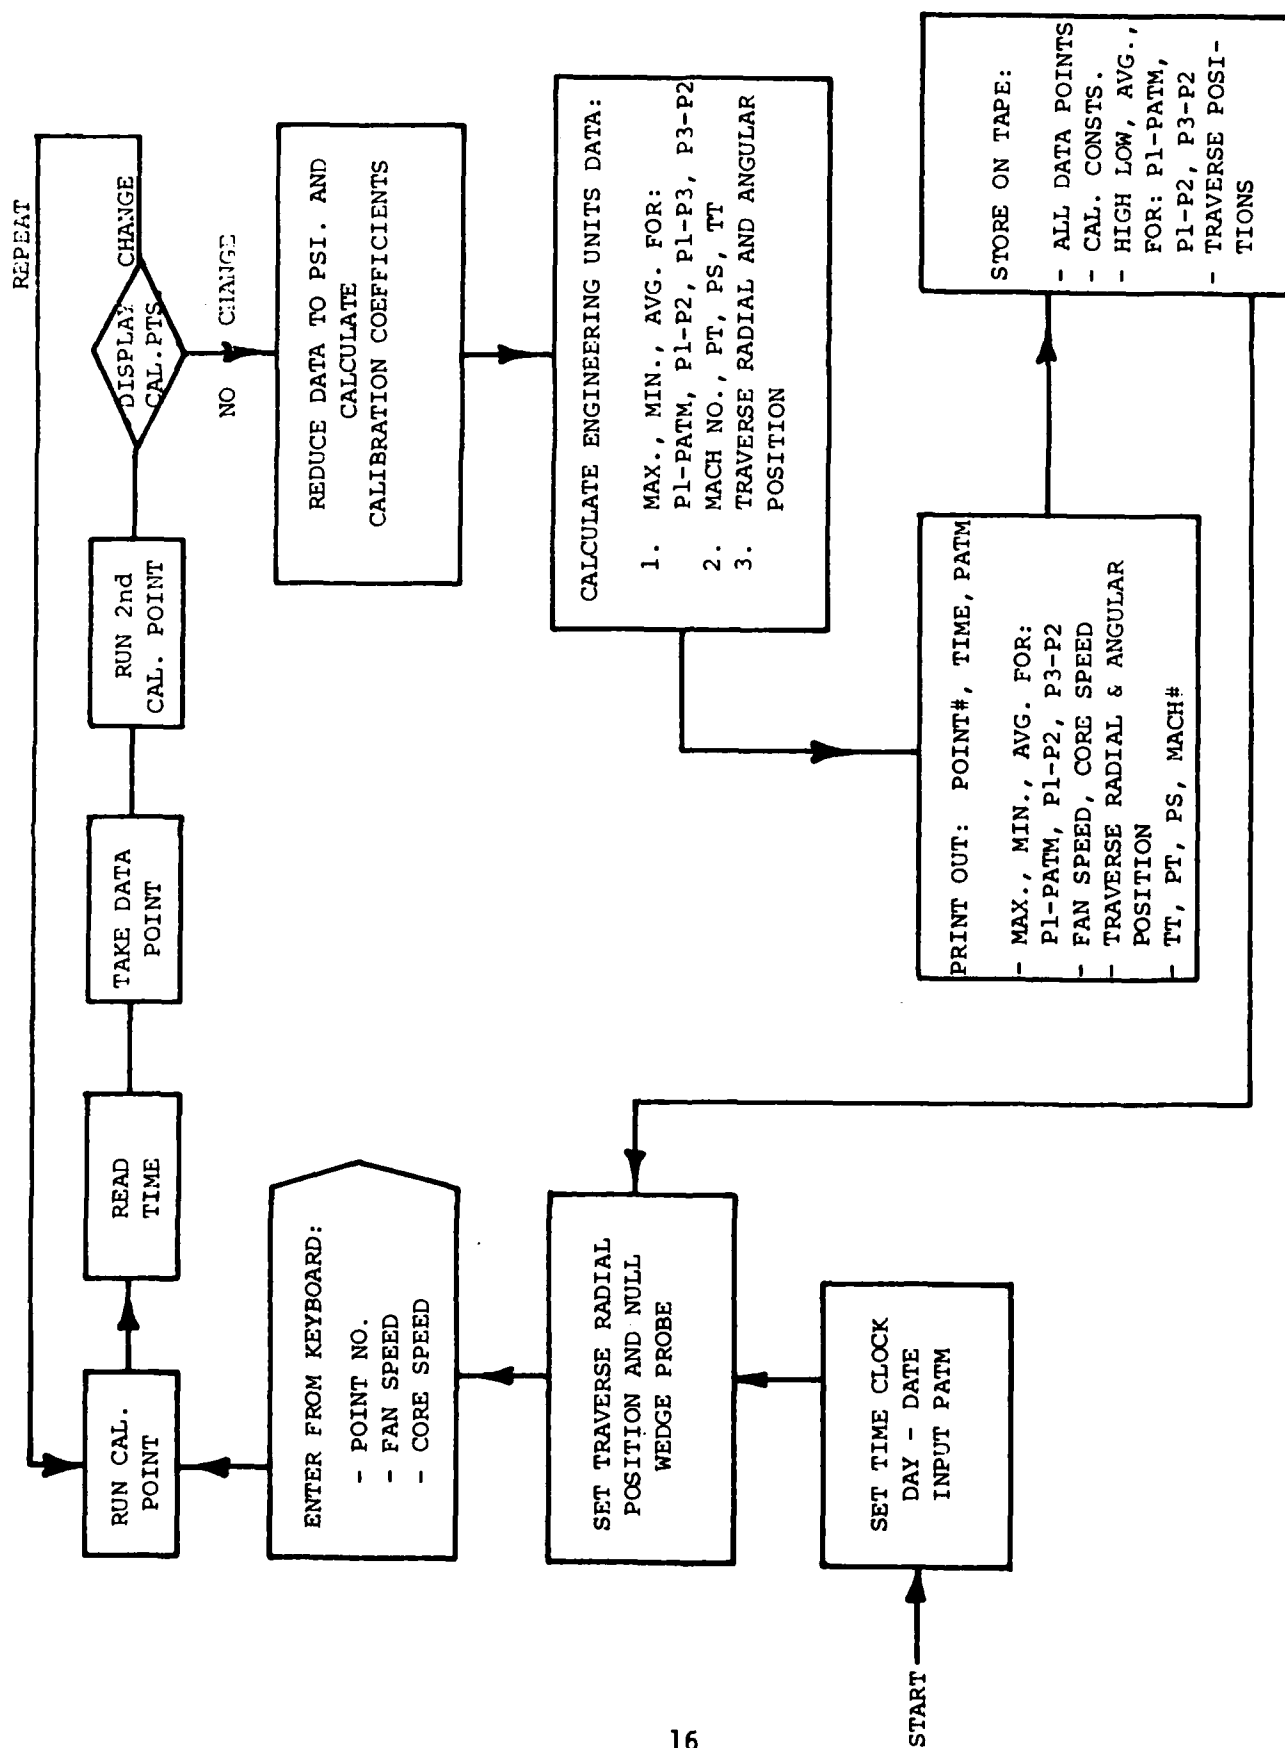 START
SET TIME CLOCK
DAY - DATE
INPUT PATM
SET TRAVERSE RADIAL
POSITION AND NULL
WEDGE PROBE
ENTER FROM KEYBOARD:
- POINT NO.
- FAN SPEED
- CORE SPEED
RUN CAL.
POINT
READ
TIME
TAKE DATA
POINT
RUN 2nd
CAL. POINT
DISPLAY
CAL.PTS.
CHANGE
REPEAT
NO CHANGE
REDUCE DATA TO PSI. AND
CALCULATE
CALIBRATION COEFFICIENTS
CALCULATE ENGINEERING UNITS DATA:
1. MAX., MIN., AVG. FOR:
P1-PATM, P1-P2, P1-P3, P3-P2
2. MACH NO., PT, PS, TT
3. TRAVERSE RADIAL AND ANGULAR
POSITION
PRINT OUT: POINT#, TIME, PATM
- MAX., MIN., AVG. FOR:
P1-PATM, P1-P2, P3-P2
- FAN SPEED, CORE SPEED
- TRAVERSE RADIAL & ANGULAR
POSITION
- TT, PT, PS, MACH#
STORE ON TAPE:
- ALL DATA POINTS
- CAL. CONSTS.
- HIGH LOW, AVG.,
FOR: P1-PATM,
P1-P2, P3-P2
- TRAVERSE POSI-
TIONS
16